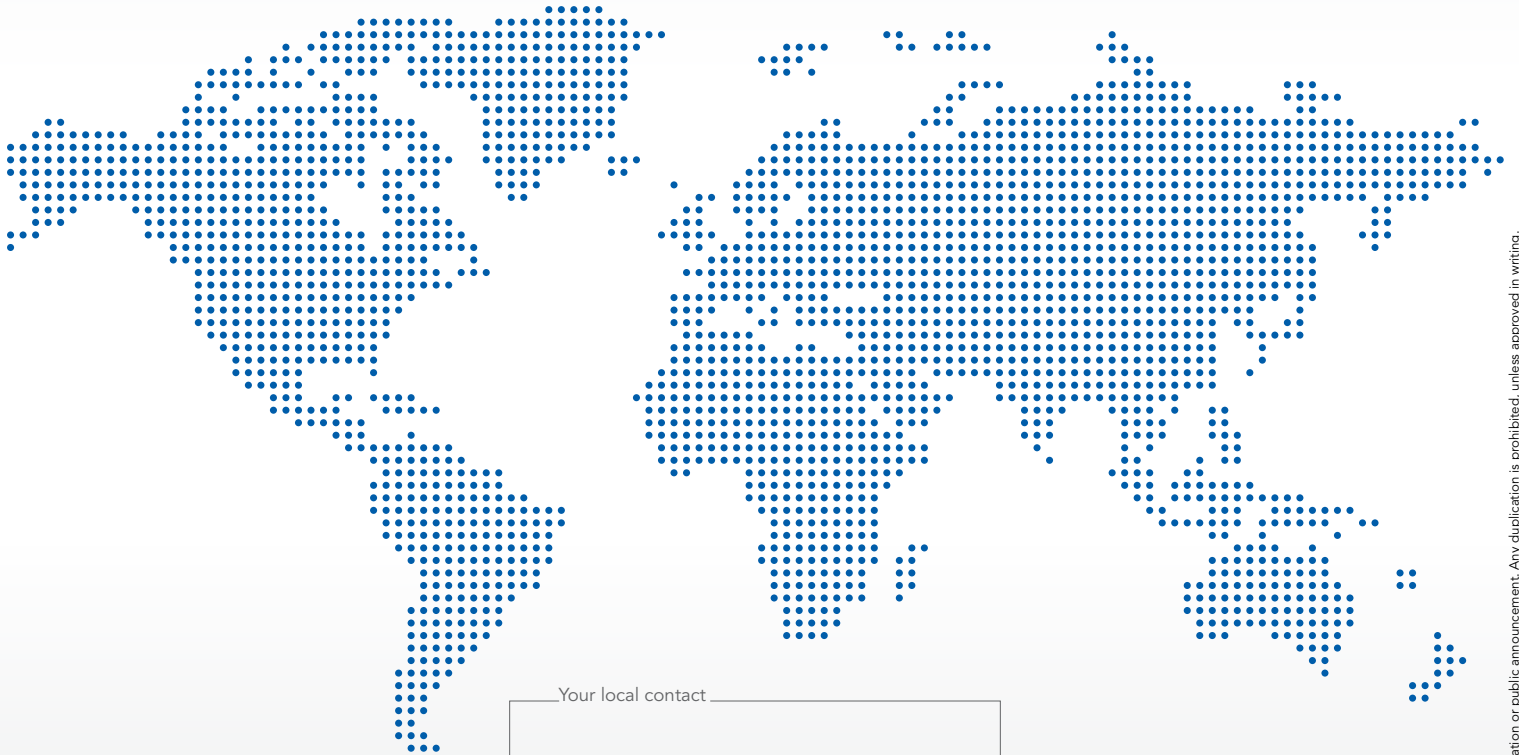 Your local contact
ation or public announcement. Any duplication is prohibited, unless approved in writing.